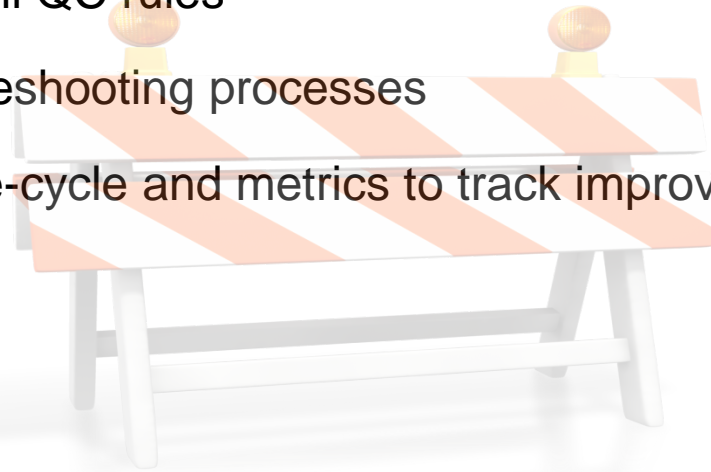 QC rules
eshooting processes
e-cycle and metrics to track improv